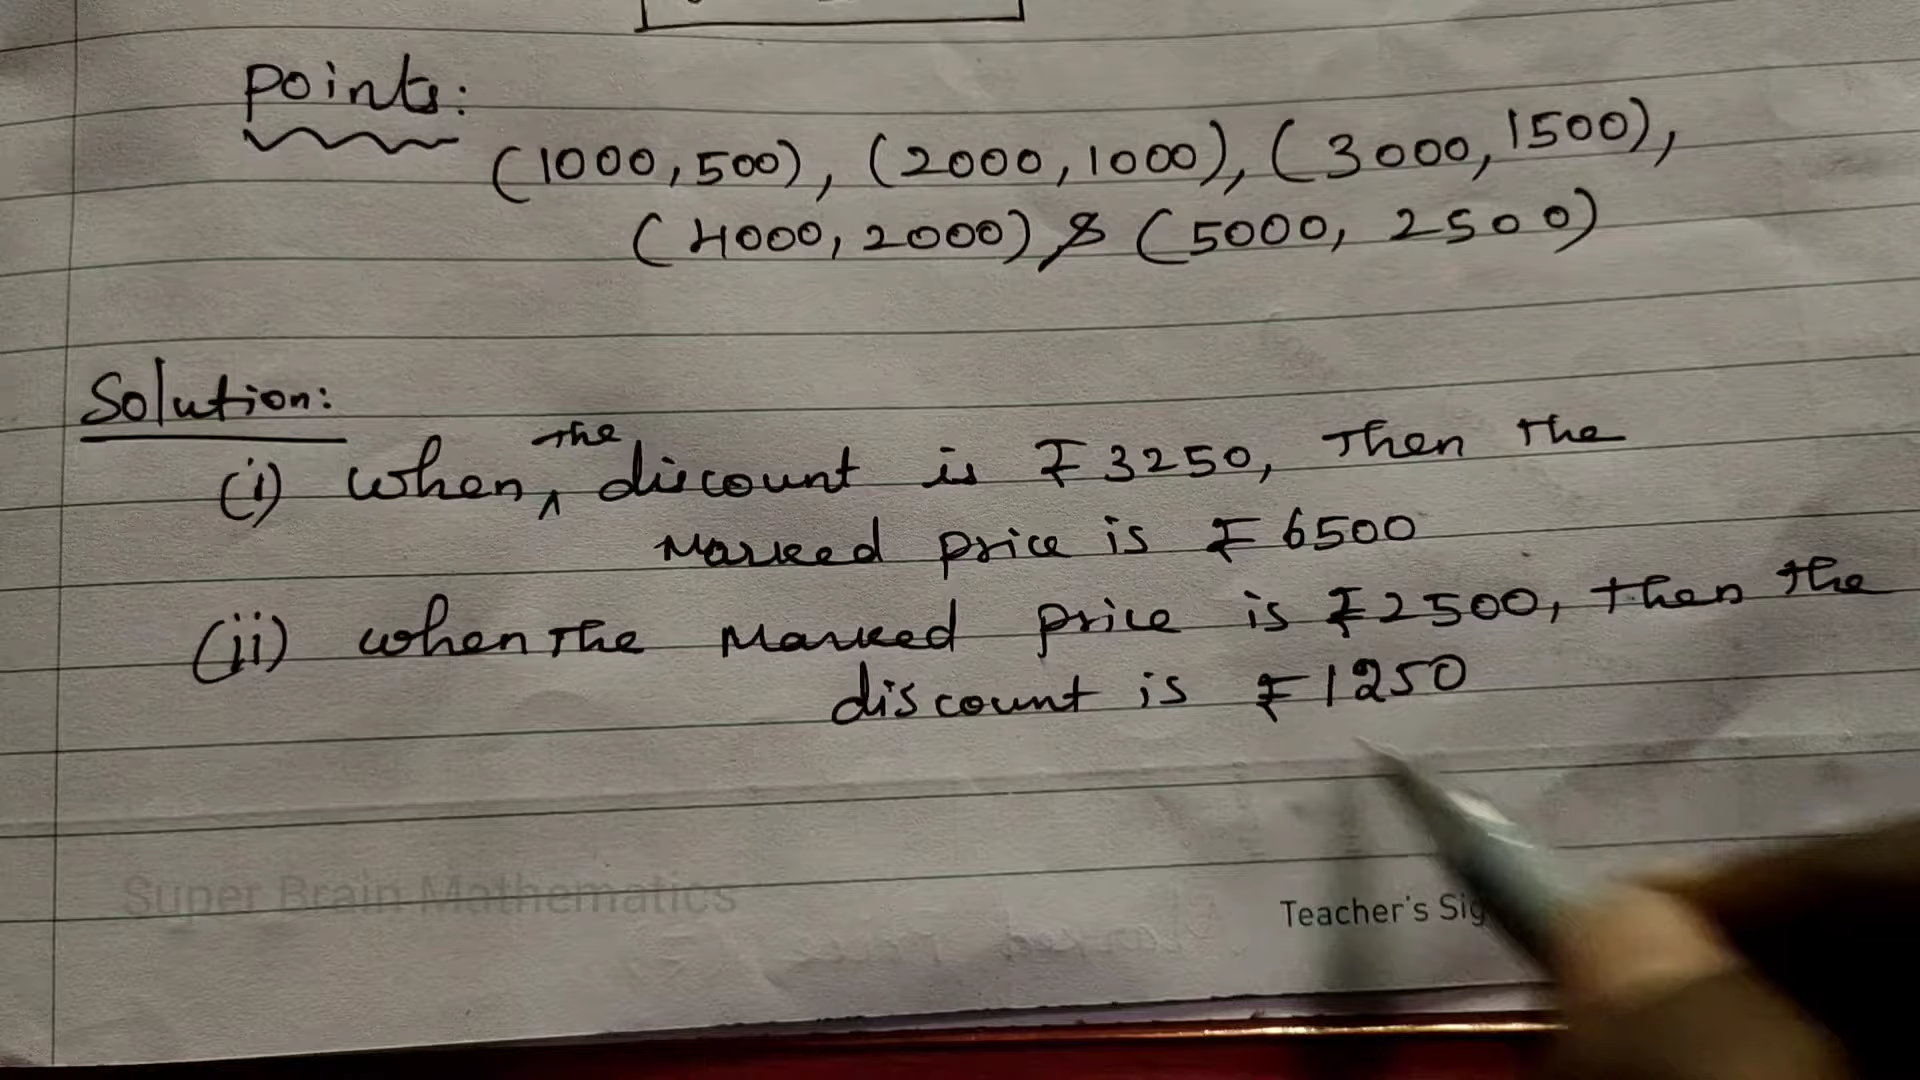 Points:
(1000,500), (2000,1000), (3000,1500),
(4000,2000) & (5000, 2500)
Solution:
(i) when, the discount is ₹3250, Then the
Marked price is ₹6500
(ii) when The Marked price is ₹2500, then the
discount is ₹1250
Super Brain Mathematics
Teacher's Sig